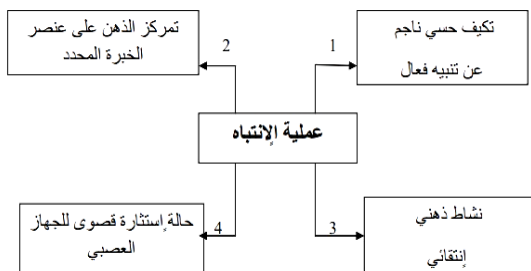 تكيف حسي ناجم
عن تنبيه فعال
1
تمركز الذهن على عنصر
الخبرة المحدد
2
عملية الإنتباه
نشاط ذهني
إنتقائي
3
حالة إستثارة قصوى للجهاز
العصبي
4